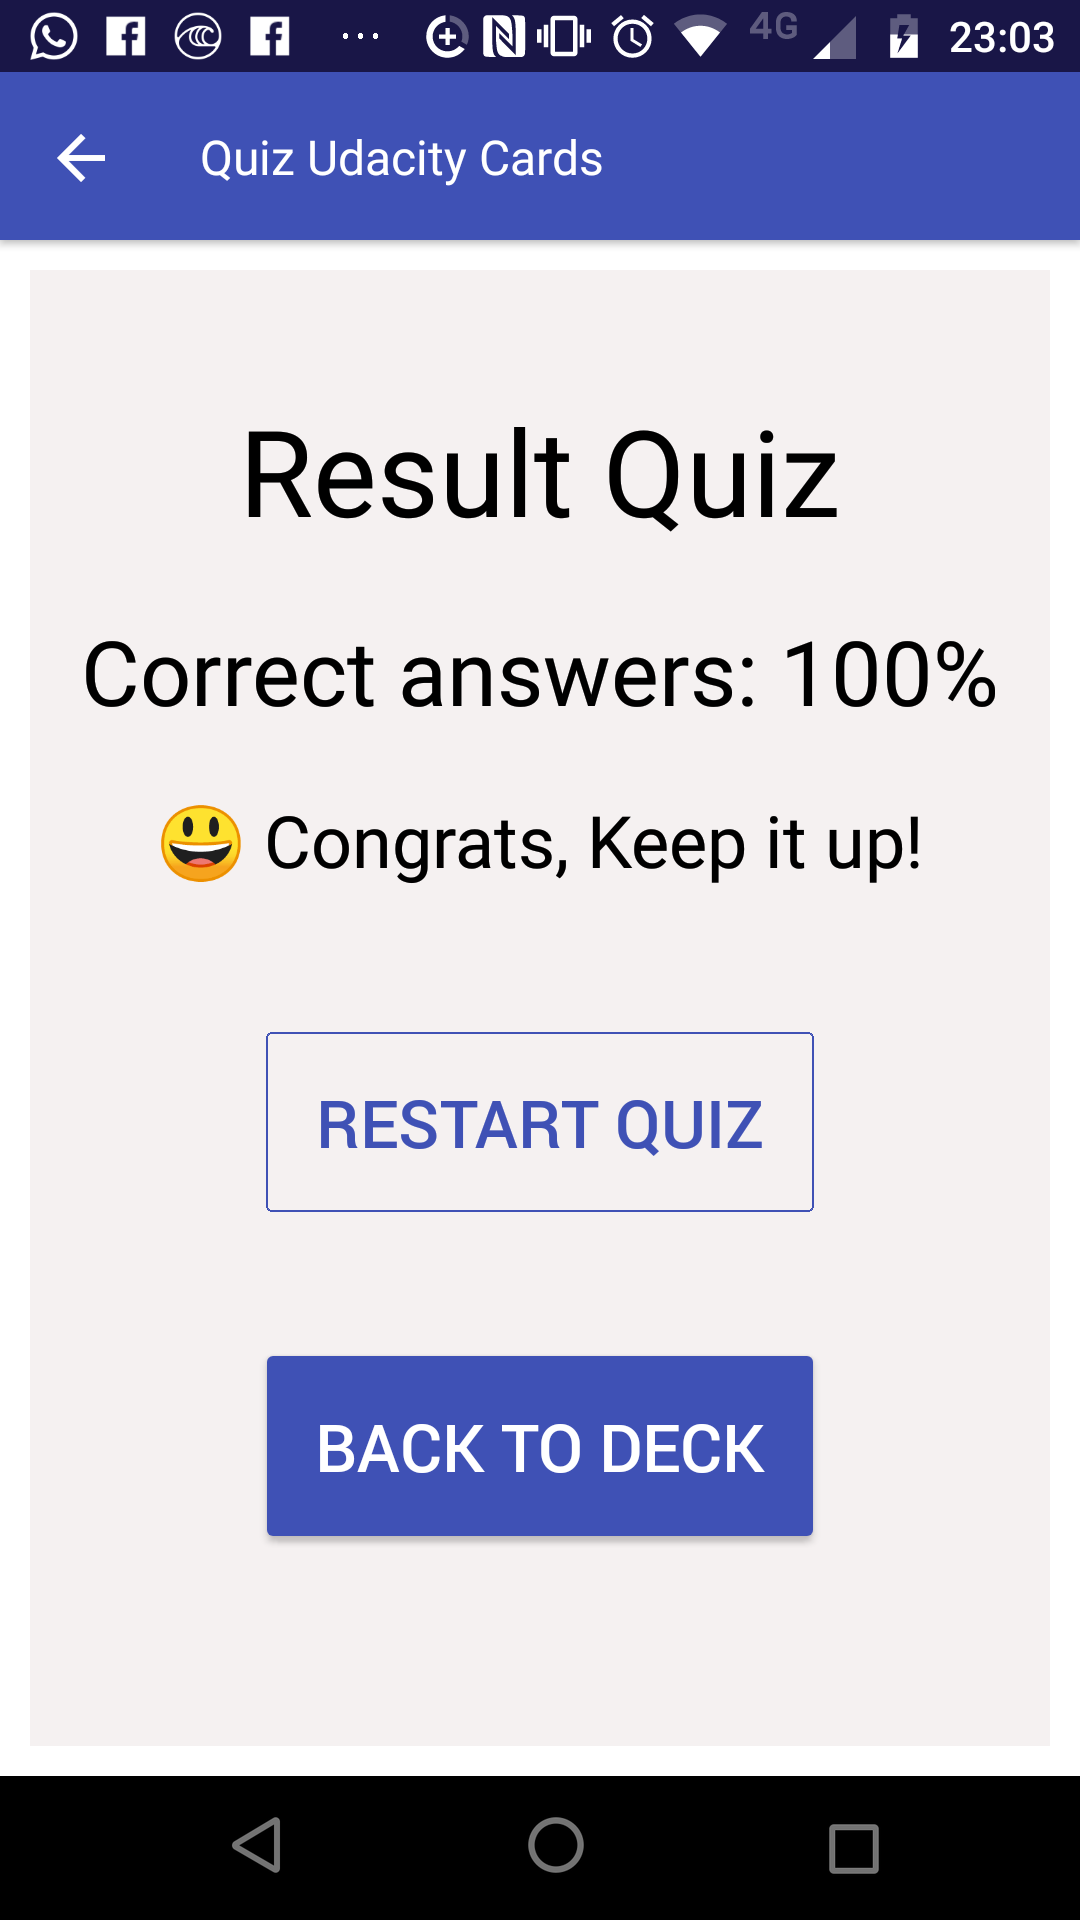 4G 23:03
Quiz Udacity Cards
Result Quiz
Correct answers: 100%
😃 Congrats, Keep it up!
RESTART QUIZ
BACK TO DECK